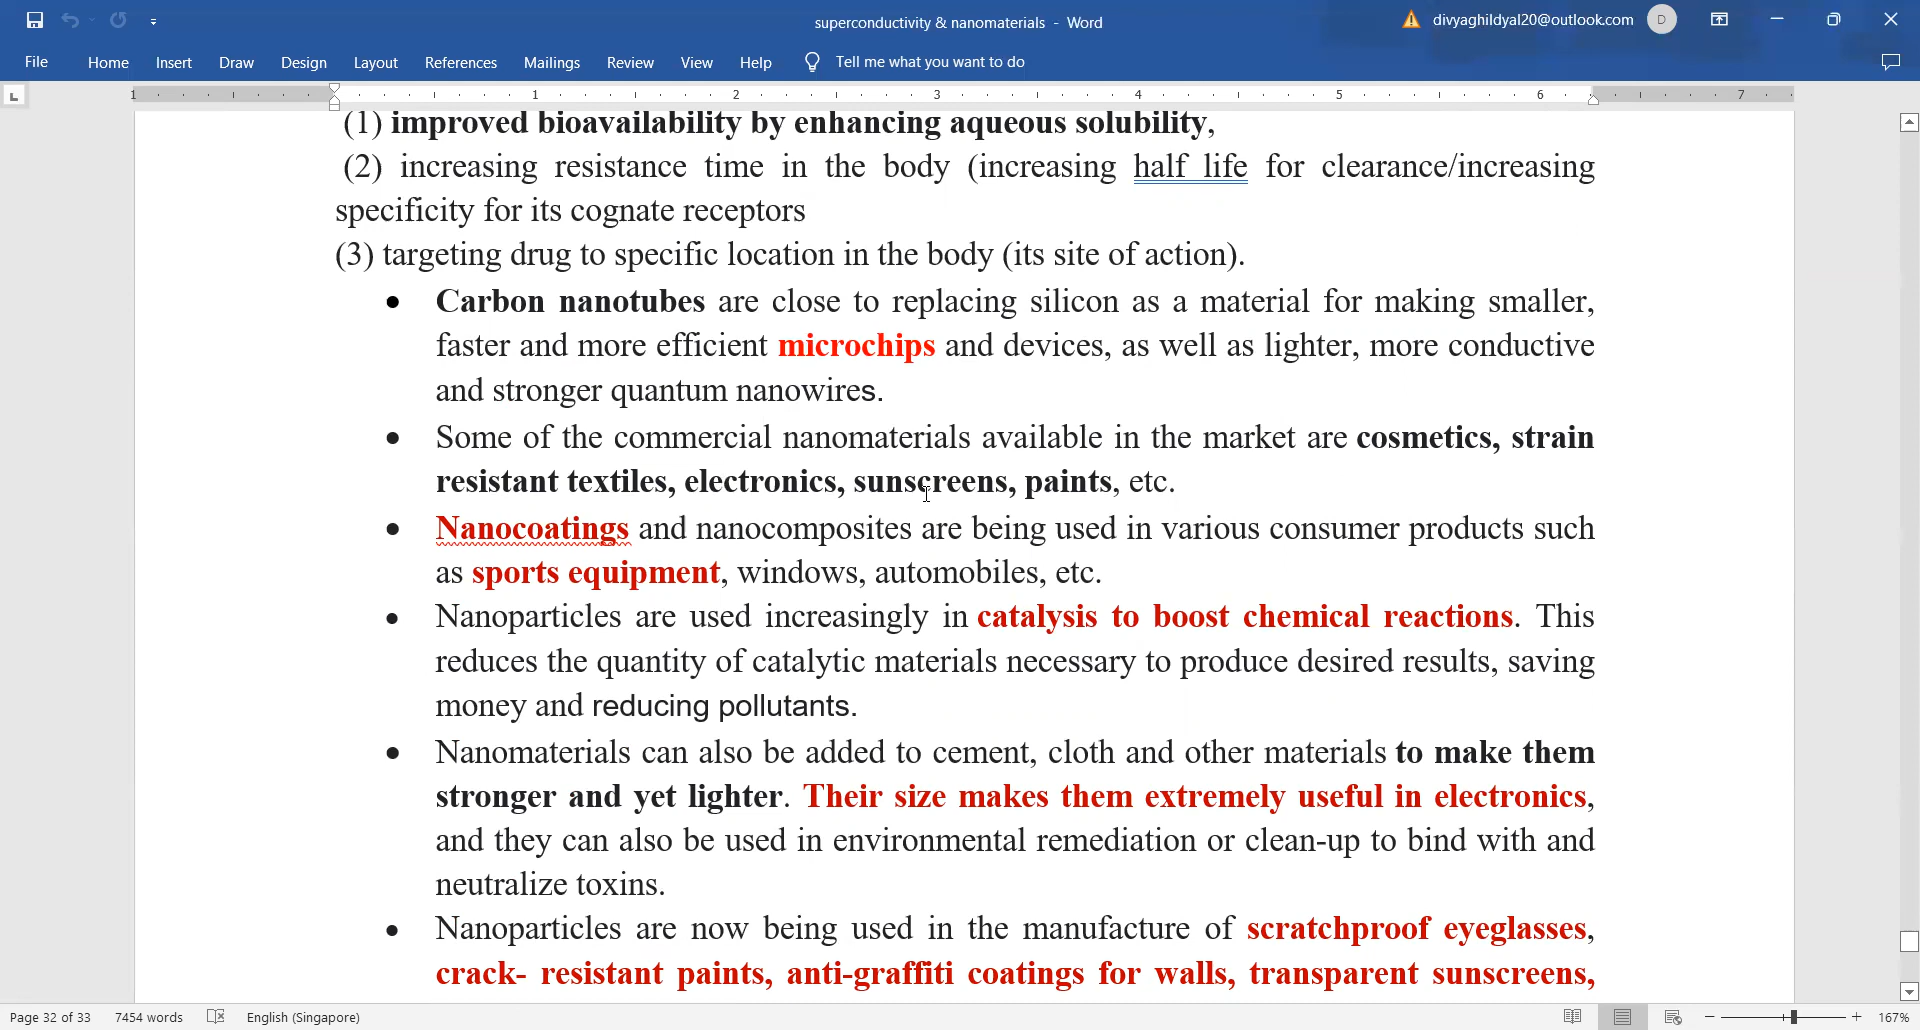 superconductivity & nanomaterials - Word
divyaghildyal20@outlook.com
D
File Home Insert Draw Design Layout References Mailings Review View Help Tell me what you want to do
1 1 2 3 4 5 6 7
(1) improved bioavailability by enhancing aqueous solubility,
(2) increasing resistance time in the body (increasing half life for clearance/increasing
specificity for its cognate receptors
(3) targeting drug to specific location in the body (its site of action).
• Carbon nanotubes are close to replacing silicon as a material for making smaller,
faster and more efficient microchips and devices, as well as lighter, more conductive
and stronger quantum nanowires.
• Some of the commercial nanomaterials available in the market are cosmetics, strain
resistant textiles, electronics, sunscreens, paints, etc.
• Nanocoatings and nanocomposites are being used in various consumer products such
as sports equipment, windows, automobiles, etc.
• Nanoparticles are used increasingly in catalysis to boost chemical reactions. This
reduces the quantity of catalytic materials necessary to produce desired results, saving
money and reducing pollutants.
• Nanomaterials can also be added to cement, cloth and other materials to make them
stronger and yet lighter. Their size makes them extremely useful in electronics,
and they can also be used in environmental remediation or clean-up to bind with and
neutralize toxins.
• Nanoparticles are now being used in the manufacture of scratchproof eyeglasses,
crack- resistant paints, anti-graffiti coatings for walls, transparent sunscreens,
Page 32 of 33 7454 words English (Singapore) 167%